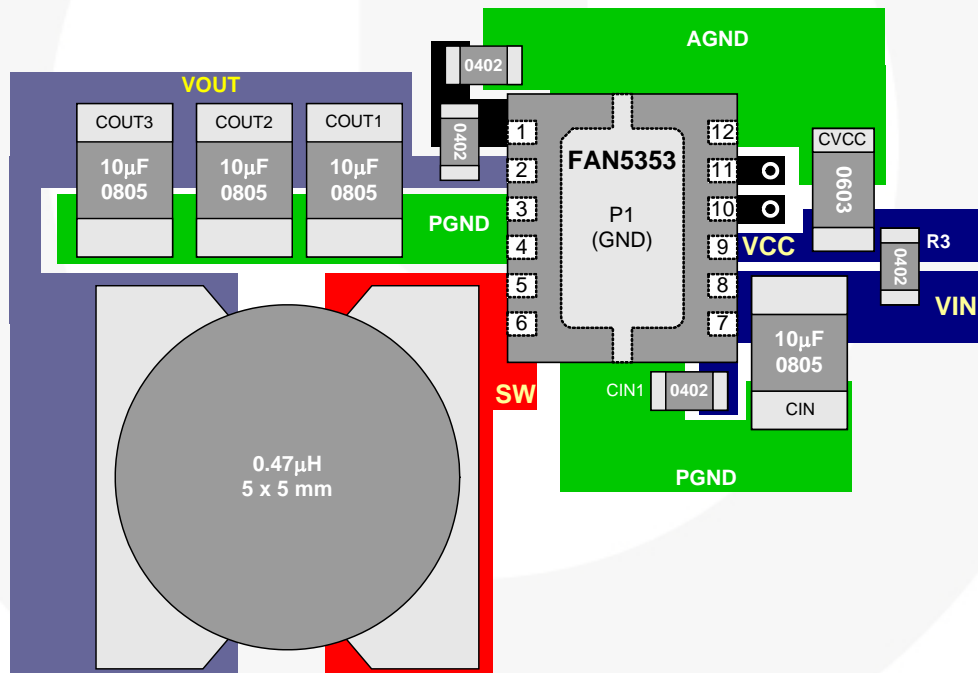 AGND
0402
VOUT
COUT3
COUT2
COUT1
10µF
0805
10µF
0805
10µF
0805
0402
PGND
1
2
3
4
5
6
FAN5353
P1
(GND)
12
11
10
9
8
7
CVCC
0603
VCC
R3
0402
VIN
10µF
0805
CIN
CIN1
0402
SW
PGND
0.47µH
5 x 5 mm